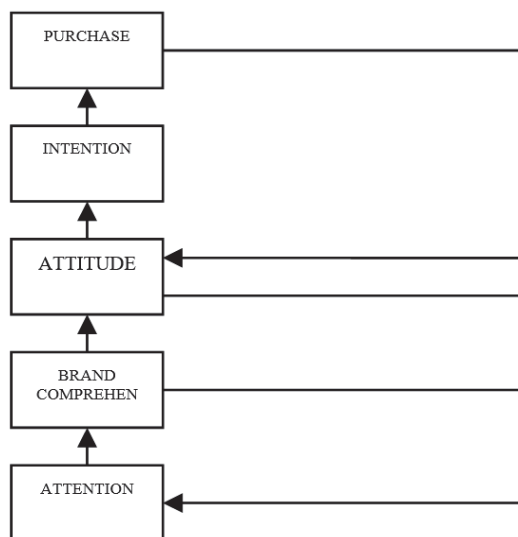 PURCHASE
INTENTION
ATTITUDE
BRAND
COMPREHEN
ATTENTION